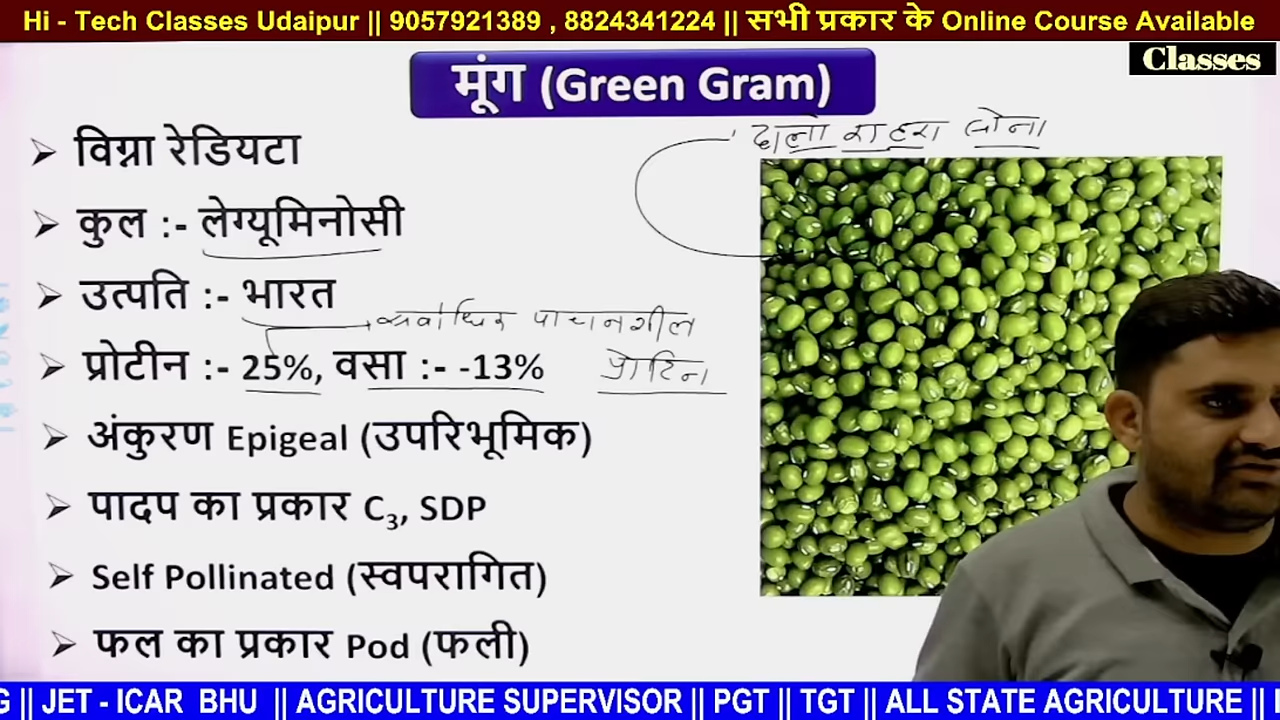 Hi - Tech Classes Udaipur || 9057921389 , 8824341224 || सभी प्रकार के Online Course Available
Classes
मूंग (Green Gram)
विग्ना रेडियटा
कुल :- लेग्यूमिनोसी
उत्पति :- भारत
प्रोटीन :- 25%, वसा :- -13%
पाचनशील
प्रोटिन
अंकुरण Epigeal (उपरिभूमिक)
पादप का प्रकार C₃, SDP
Self Pollinated (स्वपरागित)
फल का प्रकार Pod (फली)
|| JET - ICAR BHU || AGRICULTURE SUPERVISOR || PGT || TGT || ALL STATE AGRICULTURE ||